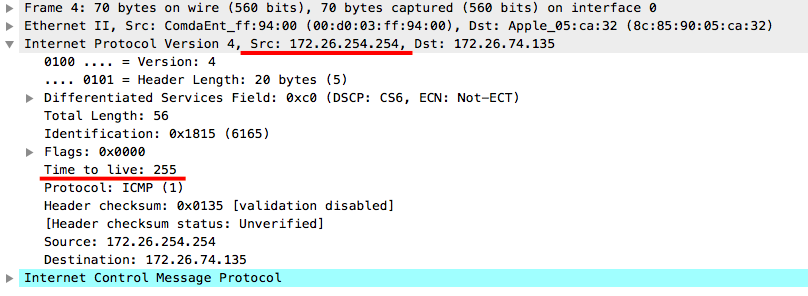 Frame 4: 70 bytes on wire (560 bits), 70 bytes captured (560 bits) on interface 0
Ethernet II, Src: ComdaEnt_ff:94:00 (00:d0:03:ff:94:00), Dst: Apple_05:ca:32 (8c:85:90:05:ca:32)
Internet Protocol Version 4, Src: 172.26.254.254, Dst: 172.26.74.135
0100 .... = Version: 4
.... 0101 = Header Length: 20 bytes (5)
Differentiated Services Field: 0xc0 (DSCP: CS6, ECN: Not-ECT)
Total Length: 56
Identification: 0x1815 (6165)
Flags: 0x0000
Time to live: 255
Protocol: ICMP (1)
Header checksum: 0x0135 [validation disabled]
[Header checksum status: Unverified]
Source: 172.26.254.254
Destination: 172.26.74.135
Internet Control Message Protocol